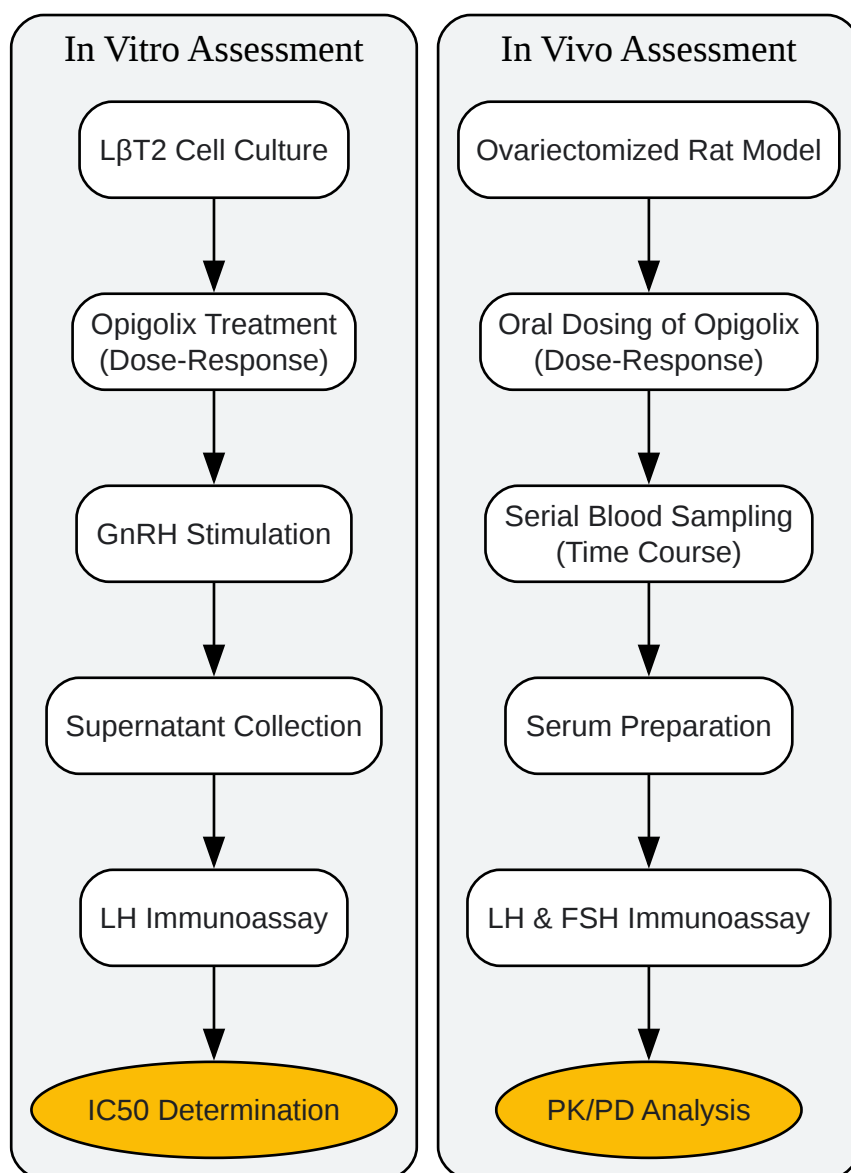 In Vitro Assessment
LβT2 Cell Culture
Opigolix Treatment
(Dose-Response)
GnRH Stimulation
Supernatant Collection
LH Immunoassay
IC50 Determination
In Vivo Assessment
Ovariectomized Rat Model
Oral Dosing of Opigolix
(Dose-Response)
Serial Blood Sampling
(Time Course)
Serum Preparation
LH & FSH Immunoassay
PK/PD Analysis